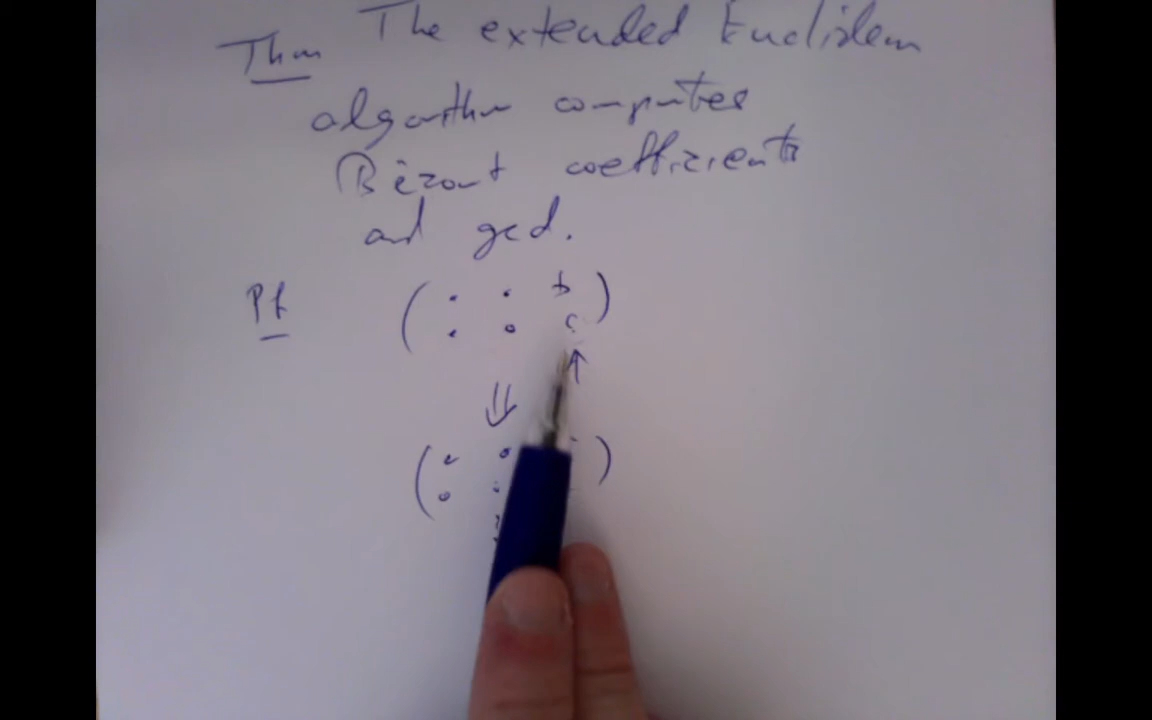 Thm The extended Euclidean
algorithm computes
Bézout coefficients
and gcd.
Pf ( . . b )
. . c
↑
⇓
( . . )
. .